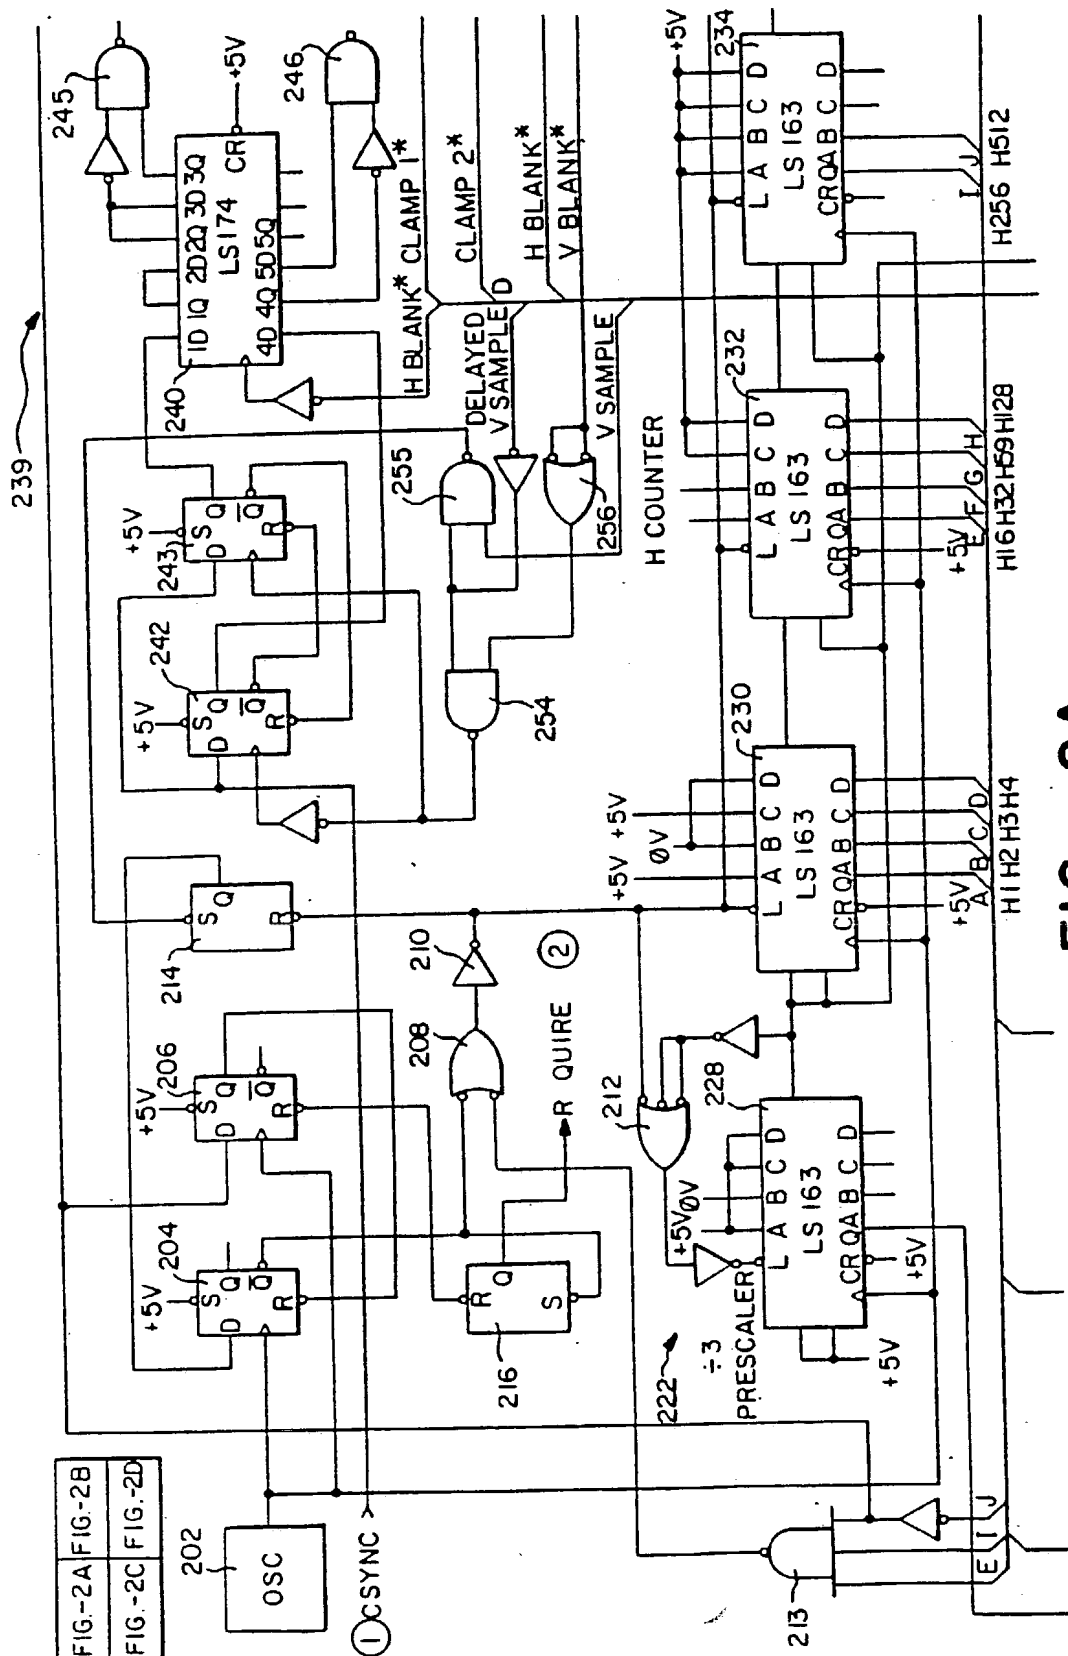 FIG.-2A FIG.-2B
FIG.-2C FIG.-2D
239
202
OSC
1 CSYNC
+5V
204
S
D Q
Q
R
+5V
206
S
D Q
Q
R
214
S
Q
R
+5V
242
S
D Q
Q
R
+5V
243
S
D Q
Q
R
240
1D 1Q 2D 2Q 3D 3Q
LS174
CR
+5V
4D 4Q 5D 5Q
245
246
216
R Q
S
208
210
R QUIRE
2
254
255
256
H BLANK*
CLAMP 1*
DELAYED
V SAMPLE
D
CLAMP 2*
H BLANK*
V BLANK*
V SAMPLE
H COUNTER
213
E I J
222
÷3
PRESCALER
212
228
+5V
0V
L A B C D
LS163
CR QA B C D
+5V
+5V
230
+5V
0V
+5V
L A B C D
LS163
CR QA B C D
+5V
A B C D
H1 H2 H3 H4
232
L A B C D
LS163
CR QA B C D
+5V
E F G H
H16 H32 H59 H128
234
+5V
L A B C D
LS163
CR QA B C D
I J
H256 H512